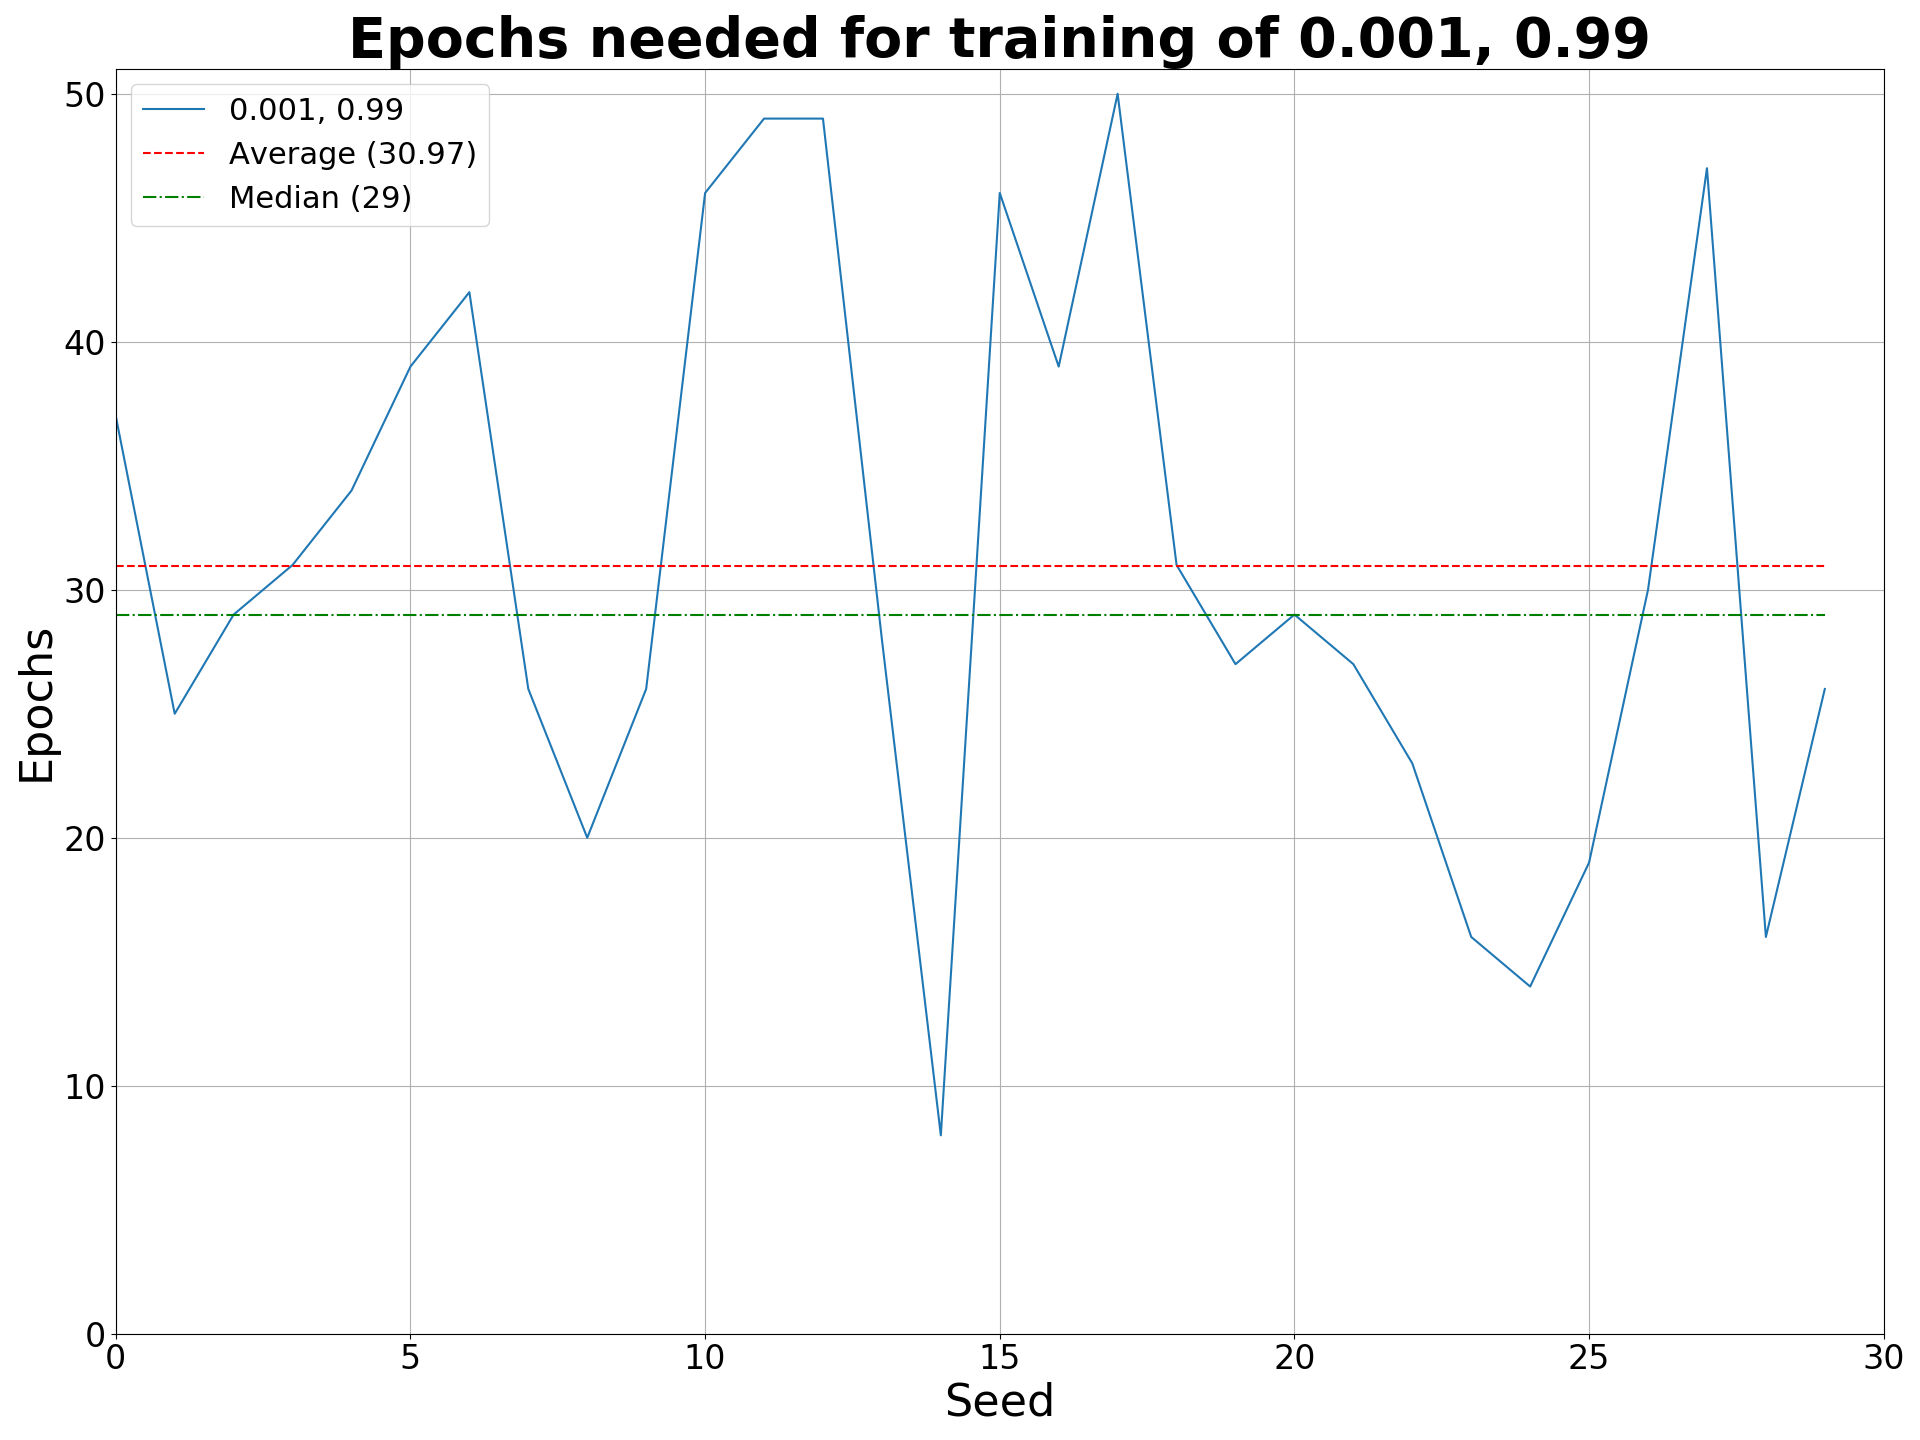 Epochs needed for training of 0.001, 0.99
0.001, 0.99
Average (30.97)
Median (29)
50
40
30
20
10
0
Epochs
0 5 10 15 20 25 30
Seed